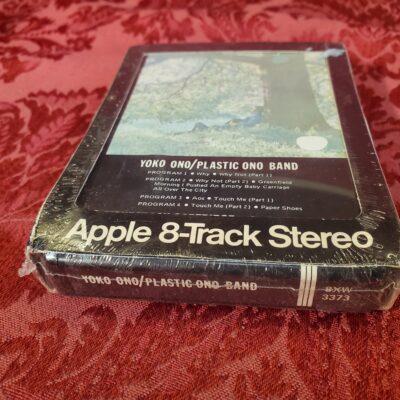 YOKO ONO/PLASTIC ONO BAND
PROGRAM 1 • Why • Why Not (Part 1)
PROGRAM 2 • Why Not (Part 2) • Greenfield
Morning I Pushed An Empty Baby Carriage
All Over The City
PROGRAM 3 • Aos • Touch Me (Part 1)
PROGRAM 4 • Touch Me (Part 2) • Paper Shoes
Apple 8-Track Stereo
YOKO ONO/PLASTIC ONO BAND
8XW
3373